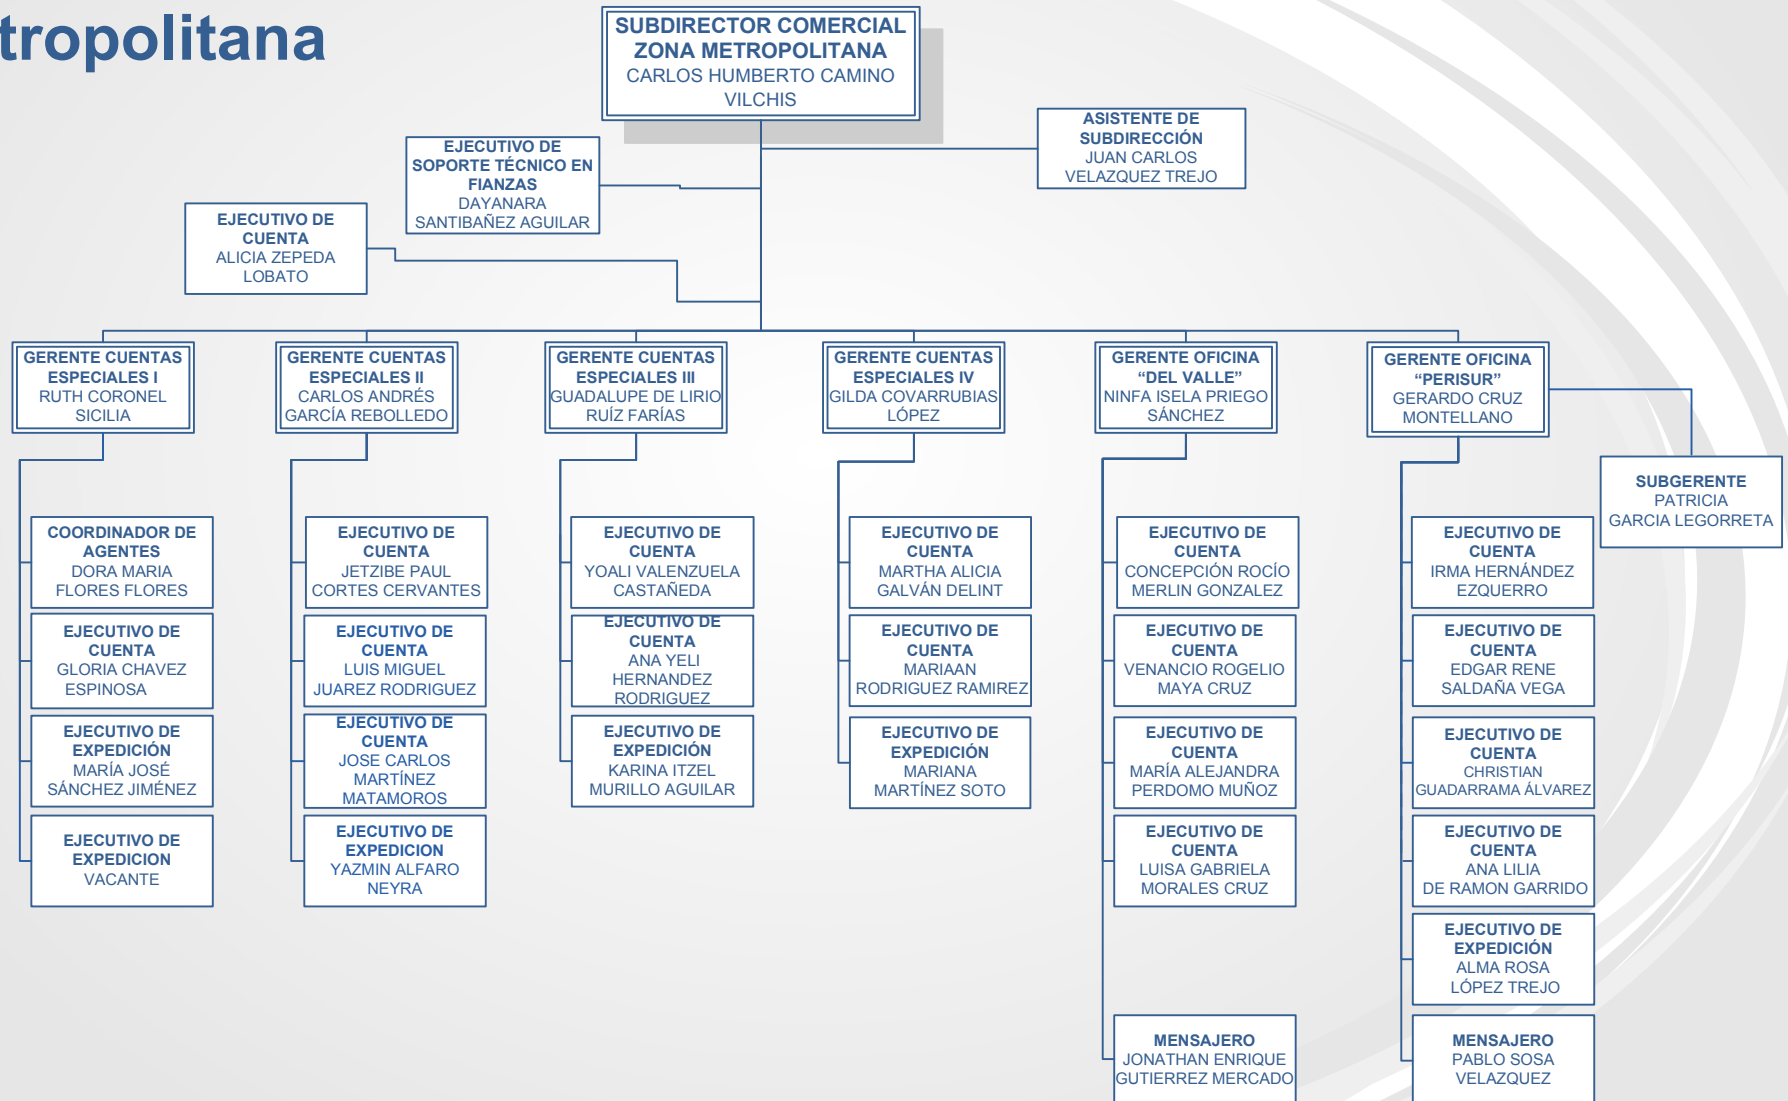 tropolitana
SUBDIRECTOR COMERCIAL
ZONA METROPOLITANA
CARLOS HUMBERTO CAMINO
VILCHIS
ASISTENTE DE
SUBDIRECCIÓN
JUAN CARLOS
VELAZQUEZ TREJO
EJECUTIVO DE
SOPORTE TÉCNICO EN
FIANZAS
DAYANARA
SANTIBAÑEZ AGUILAR
EJECUTIVO DE
CUENTA
ALICIA ZEPEDA
LOBATO
GERENTE CUENTAS
ESPECIALES I
RUTH CORONEL
SICILIA
GERENTE CUENTAS
ESPECIALES II
CARLOS ANDRÉS
GARCÍA REBOLLEDO
GERENTE CUENTAS
ESPECIALES III
GUADALUPE DE LIRIO
RUÍZ FARÍAS
GERENTE CUENTAS
ESPECIALES IV
GILDA COVARRUBIAS
LÓPEZ
GERENTE OFICINA
“DEL VALLE”
NINFA ISELA PRIEGO
SÁNCHEZ
GERENTE OFICINA
“PERISUR”
GERARDO CRUZ
MONTELLANO
SUBGERENTE
PATRICIA
GARCIA LEGORRETA
COORDINADOR DE
AGENTES
DORA MARIA
FLORES FLORES
EJECUTIVO DE
CUENTA
GLORIA CHAVEZ
ESPINOSA
EJECUTIVO DE
EXPEDICIÓN
MARÍA JOSÉ
SÁNCHEZ JIMÉNEZ
EJECUTIVO DE
EXPEDICION
VACANTE
EJECUTIVO DE
CUENTA
JETZIBE PAUL
CORTES CERVANTES
EJECUTIVO DE
CUENTA
LUIS MIGUEL
JUAREZ RODRIGUEZ
EJECUTIVO DE
CUENTA
JOSE CARLOS
MARTÍNEZ
MATAMOROS
EJECUTIVO DE
EXPEDICION
YAZMIN ALFARO
NEYRA
EJECUTIVO DE
CUENTA
YOALI VALENZUELA
CASTAÑEDA
EJECUTIVO DE
CUENTA
ANA YELI
HERNANDEZ
RODRIGUEZ
EJECUTIVO DE
EXPEDICIÓN
KARINA ITZEL
MURILLO AGUILAR
EJECUTIVO DE
CUENTA
MARTHA ALICIA
GALVÁN DELINT
EJECUTIVO DE
CUENTA
MARIAAN
RODRIGUEZ RAMIREZ
EJECUTIVO DE
EXPEDICIÓN
MARIANA
MARTÍNEZ SOTO
EJECUTIVO DE
CUENTA
CONCEPCIÓN ROCÍO
MERLIN GONZALEZ
EJECUTIVO DE
CUENTA
VENANCIO ROGELIO
MAYA CRUZ
EJECUTIVO DE
CUENTA
MARÍA ALEJANDRA
PERDOMO MUÑOZ
EJECUTIVO DE
CUENTA
LUISA GABRIELA
MORALES CRUZ
MENSAJERO
JONATHAN ENRIQUE
GUTIERREZ MERCADO
EJECUTIVO DE
CUENTA
IRMA HERNÁNDEZ
EZQUERRO
EJECUTIVO DE
CUENTA
EDGAR RENE
SALDAÑA VEGA
EJECUTIVO DE
CUENTA
CHRISTIAN
GUADARRAMA ÁLVAREZ
EJECUTIVO DE
CUENTA
ANA LILIA
DE RAMON GARRIDO
EJECUTIVO DE
EXPEDICIÓN
ALMA ROSA
LÓPEZ TREJO
MENSAJERO
PABLO SOSA
VELAZQUEZ